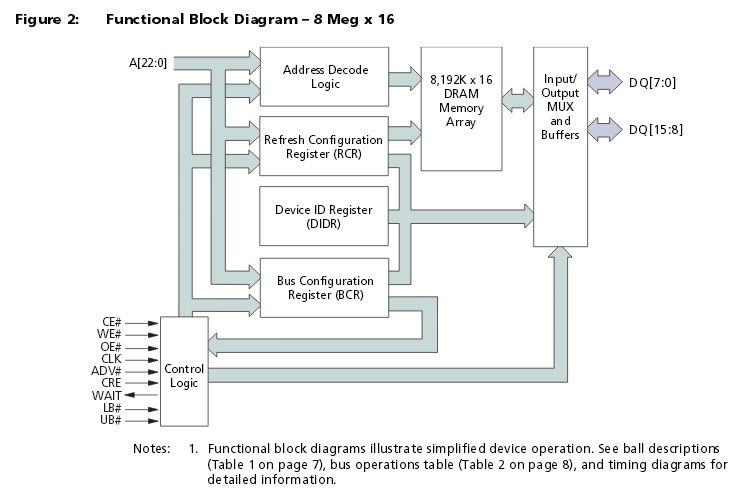 Figure 2: Functional Block Diagram – 8 Meg x 16
A[22:0]
Address Decode
Logic
8,192K x 16
DRAM
Memory
Array
Input/
Output
MUX
and
Buffers
DQ[7:0]
DQ[15:8]
Refresh Configuration
Register (RCR)
Device ID Register
(DIDR)
Bus Configuration
Register (BCR)
CE#
WE#
OE#
CLK
ADV#
CRE
WAIT
LB#
UB#
Control
Logic
Notes: 1. Functional block diagrams illustrate simplified device operation. See ball descriptions
(Table 1 on page 7), bus operations table (Table 2 on page 8), and timing diagrams for
detailed information.